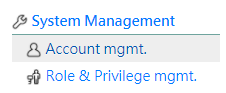 System Management
Account mgmt.
Role & Privilege mgmt.